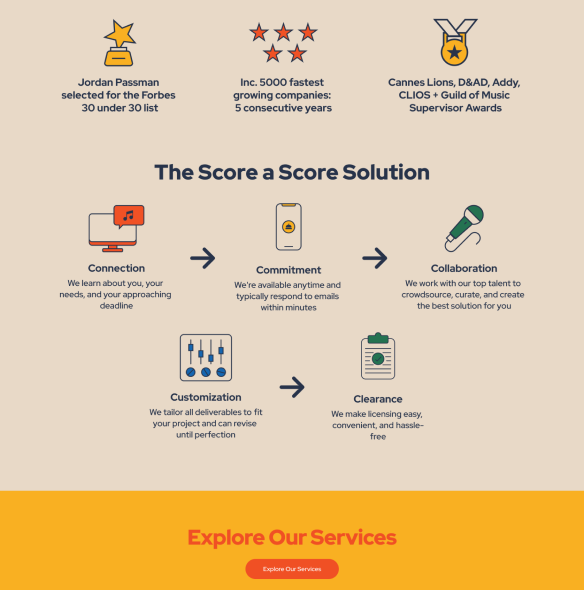 Jordan Passman
selected for the Forbes
30 under 30 list
Inc. 5000 fastest
growing companies:
5 consecutive years
Cannes Lions, D&AD, Addy,
CLIOS + Guild of Music
Supervisor Awards
The Score a Score Solution
Connection
We learn about you, your
needs, and your approaching
deadline
Commitment
We're available anytime and
typically respond to emails
within minutes
Collaboration
We work with our top talent to
crowdsource, curate, and create
the best solution for you
Customization
We tailor all deliverables to fit
your project and can revise
until perfection
Clearance
We make licensing easy,
convenient, and hassle-
free
Explore Our Services
Explore Our Services